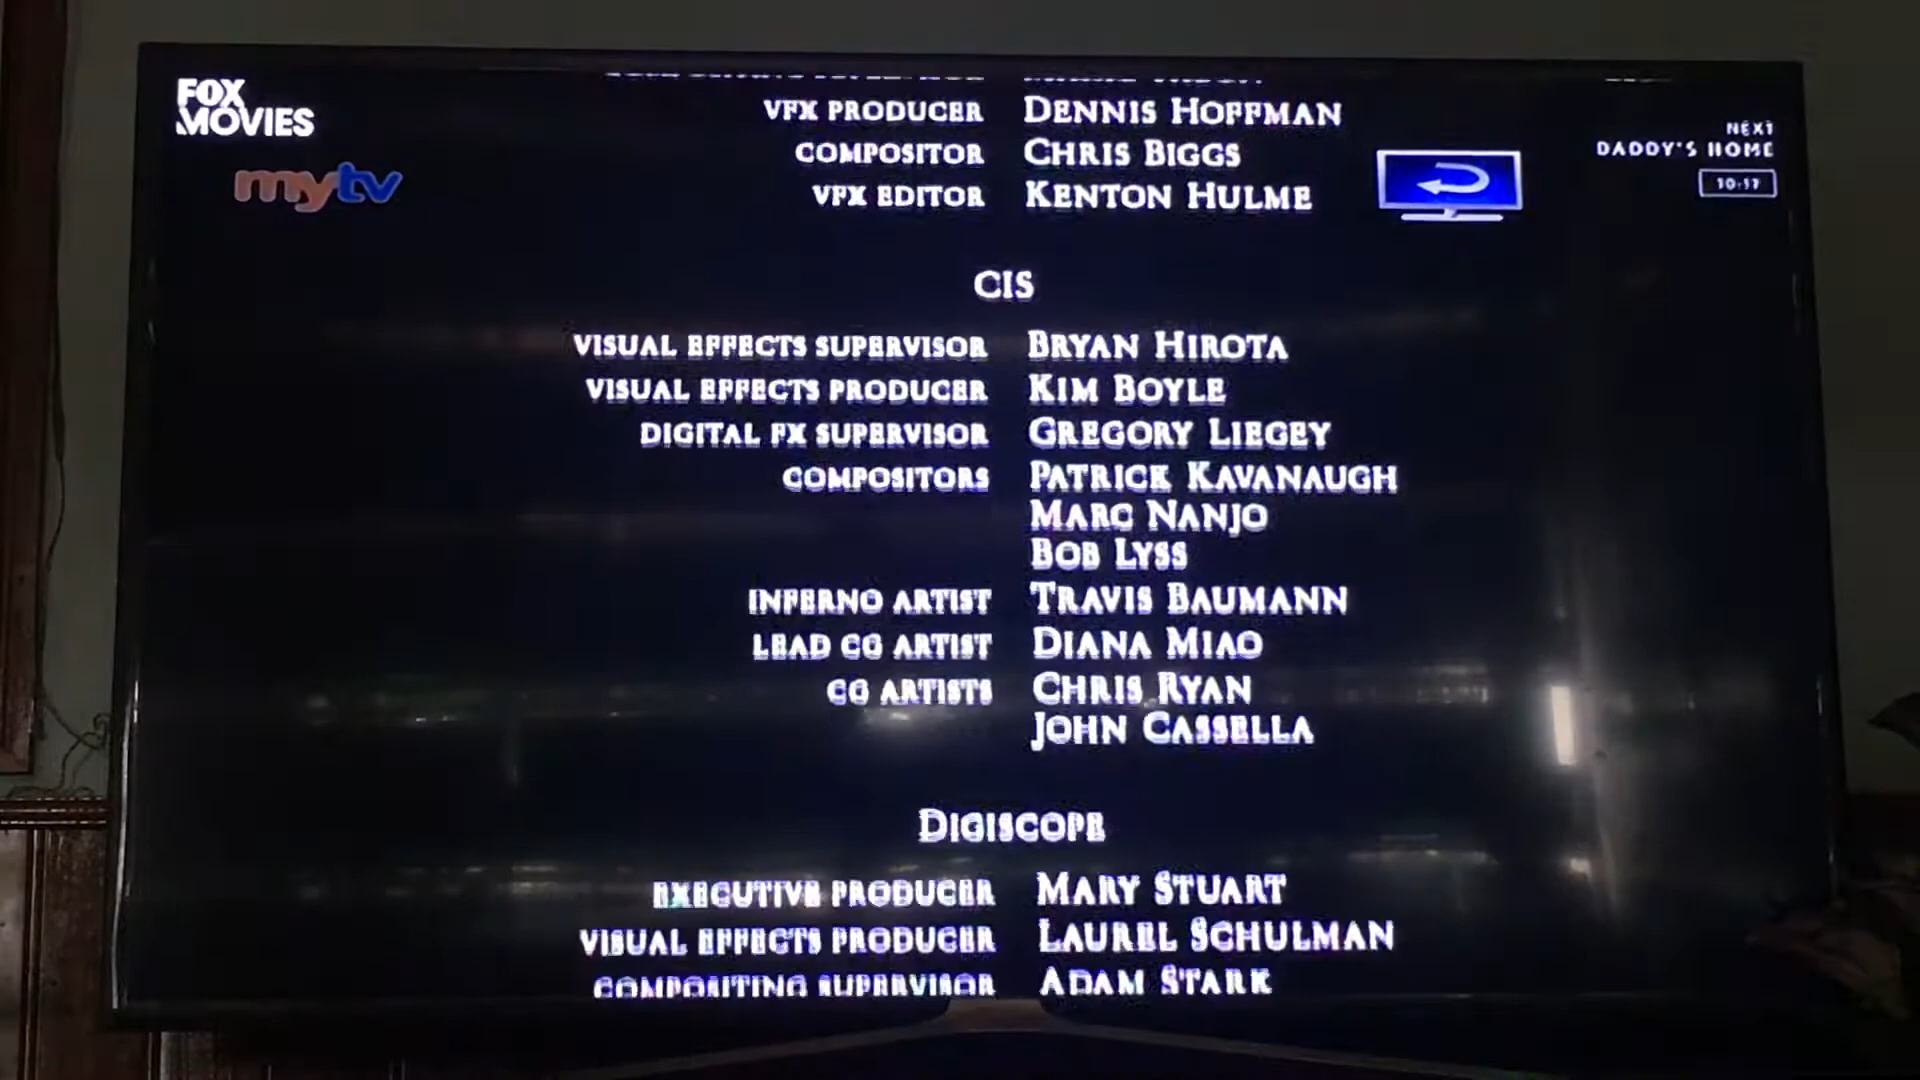 FOX
MOVIES
mytv
NEXT
DADDY'S HOME
10:17
VFX PRODUCER DENNIS HOFFMAN
COMPOSITOR CHRIS BIGGS
VFX EDITOR KENTON HULME
CIS
VISUAL EFFECTS SUPERVISOR BRYAN HIROTA
VISUAL EFFECTS PRODUCER KIM BOYLE
DIGITAL FX SUPERVISOR GREGORY LIEGEY
COMPOSITORS PATRICK KAVANAUGH
MARC NANJO
BOB LYSS
INFERNO ARTIST TRAVIS BAUMANN
LEAD CG ARTIST DIANA MIAO
CG ARTISTS CHRIS RYAN
JOHN CASSELLA
DIGISCOPE
EXECUTIVE PRODUCER MARY STUART
VISUAL EFFECTS PRODUCER LAUREL SCHULMAN
COMPOSITING SUPERVISOR ADAM STARK